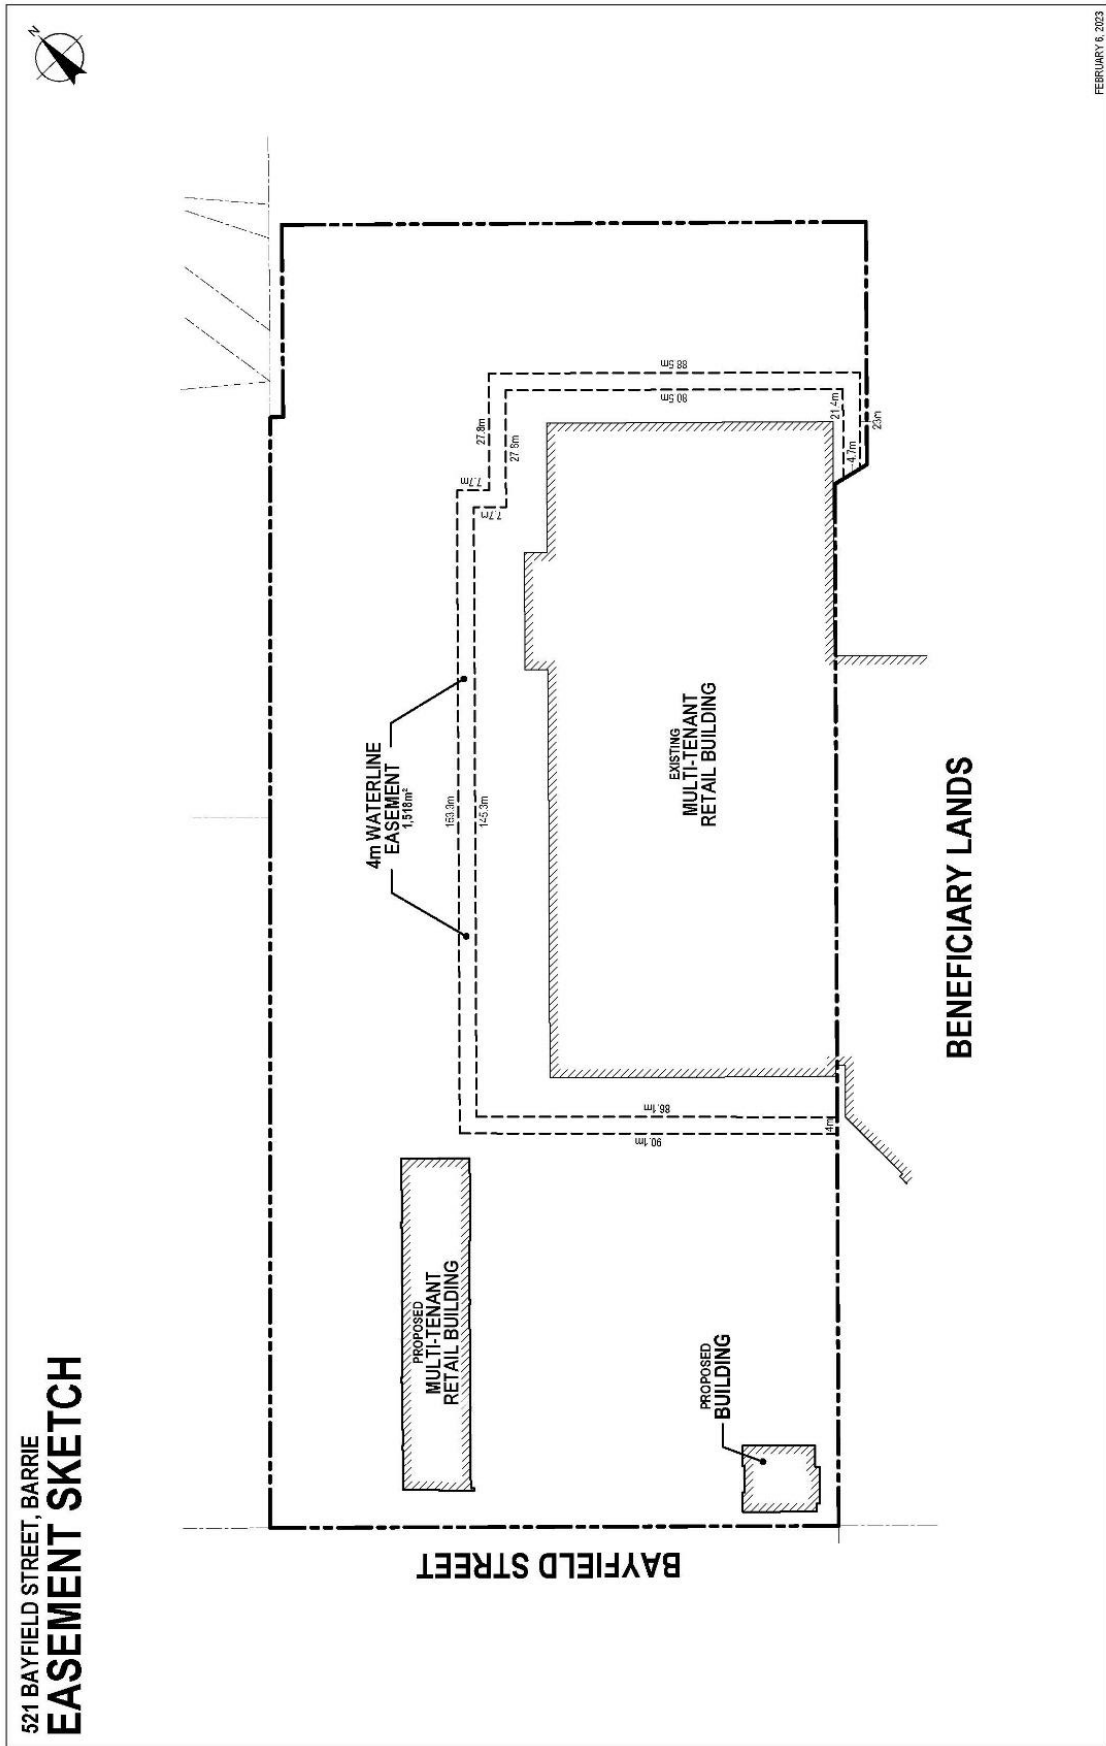 521 BAYFIELD STREET, BARRIE
EASEMENT SKETCH
N
FEBRUARY 6, 2023
4m WATERLINE
EASEMENT
1,518m²
163.3m
145.3m
7.7m
7.7m
27.8m
27.8m
88.5m
80.5m
21.4m
4.7m
23m
86.1m
90.1m
4m
EXISTING
MULTI-TENANT
RETAIL BUILDING
PROPOSED
MULTI-TENANT
RETAIL BUILDING
PROPOSED
BUILDING
BENEFICIARY LANDS
BAYFIELD STREET